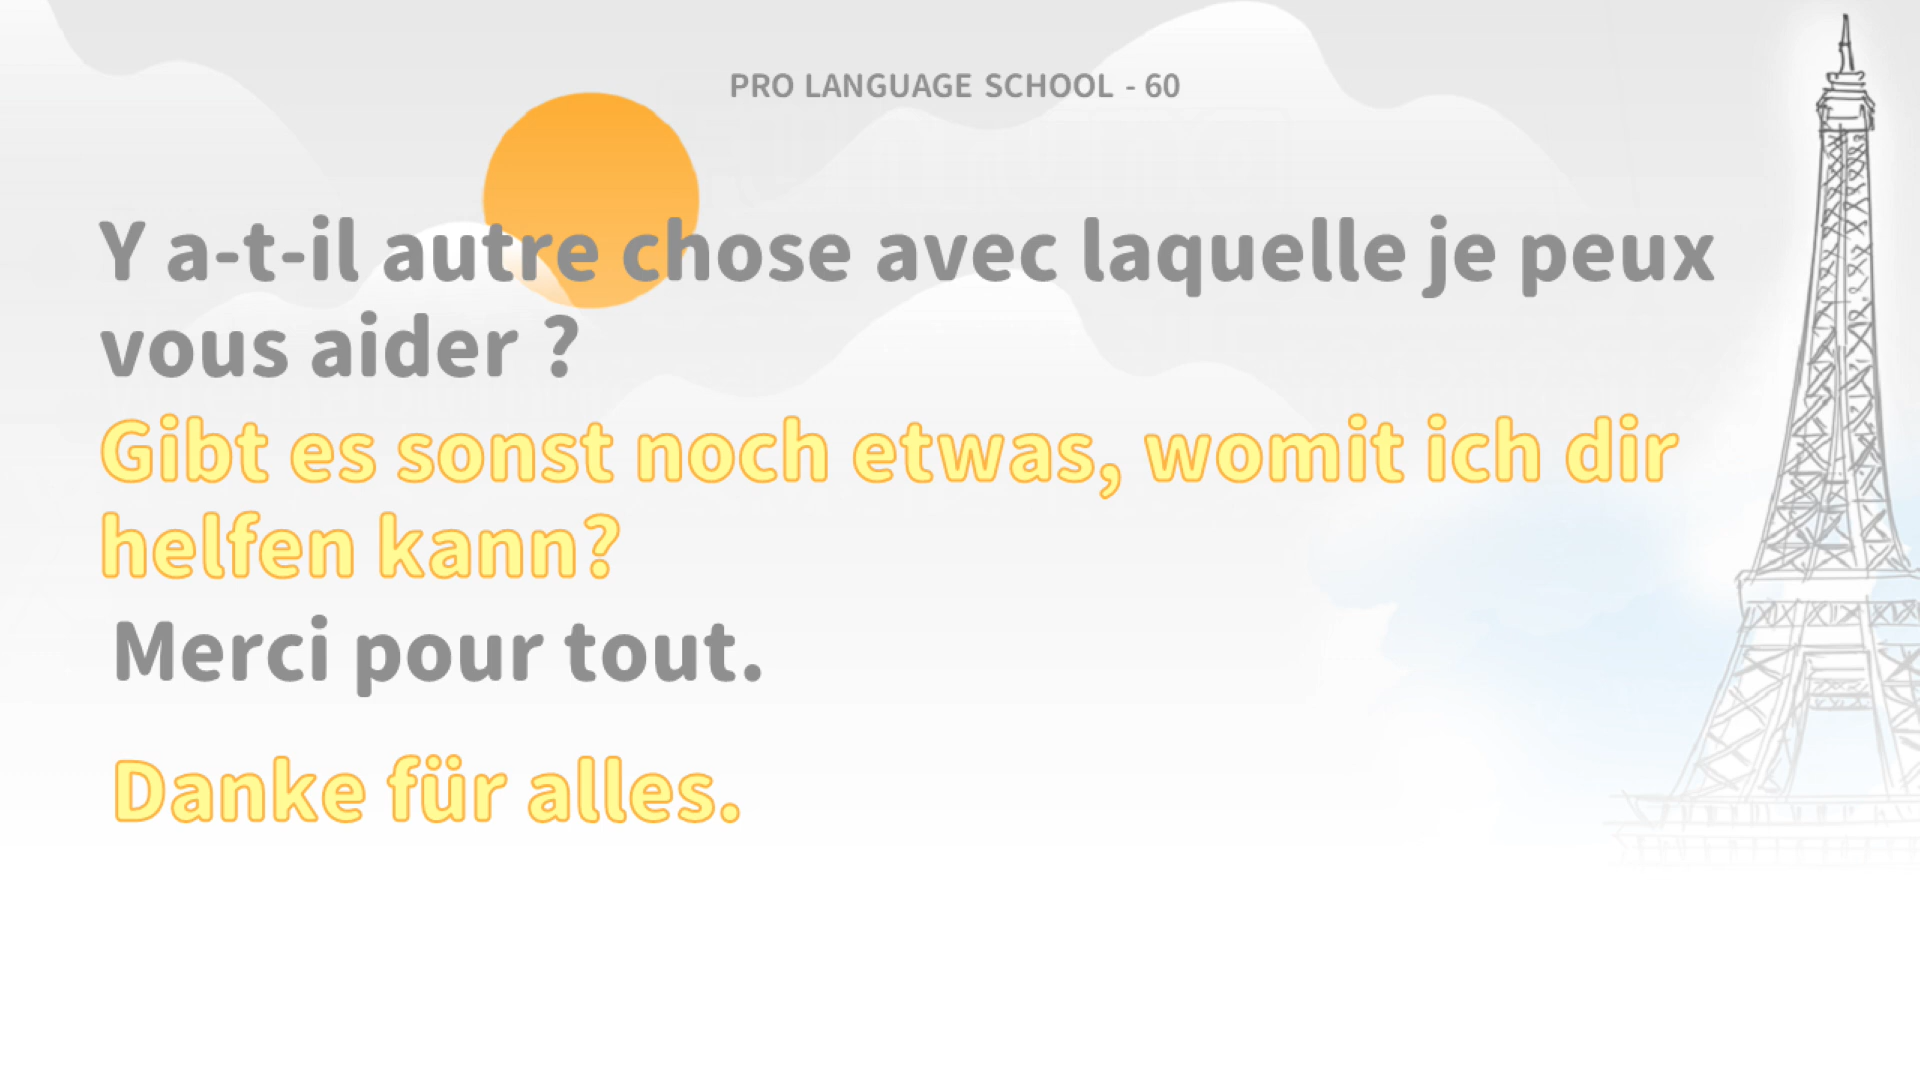 PRO LANGUAGE SCHOOL - 60
Y a-t-il autre chose avec laquelle je peux
vous aider ?
Gibt es sonst noch etwas, womit ich dir
helfen kann?
Merci pour tout.
Danke für alles.